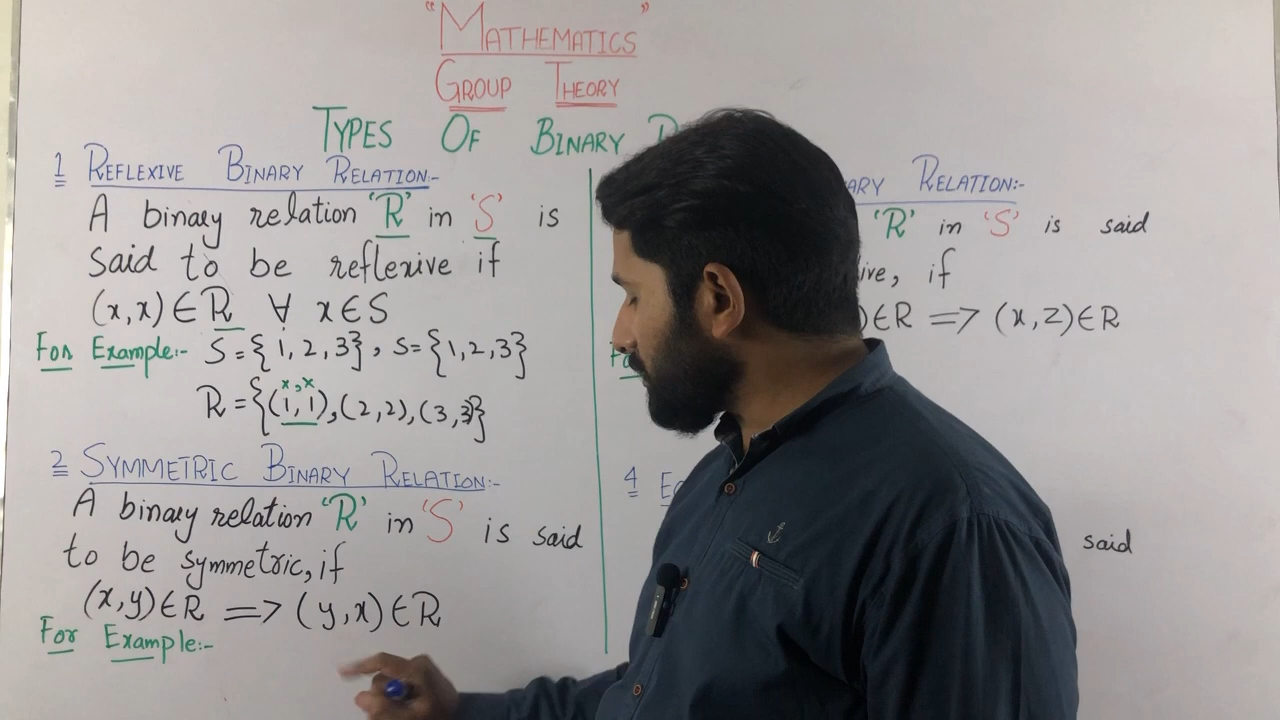 "MATHEMATICS"
GROUP THEORY
TYPES OF BINARY
1 REFLEXIVE BINARY RELATION:-
A binary relation 'R' in 'S' is
said to be reflexive if
(x,x)∈R ∀ x∈S
For Example:- S={1,2,3}, S={1,2,3}
x,x
R={(1,1),(2,2),(3,3)}
2 SYMMETRIC BINARY RELATION:-
A binary relation 'R' in 'S' is said
to be symmetric, if
(x,y)∈R => (y,x)∈R
For Example:-
ARY RELATION:-
'R' in 'S' is said
ive, if
)∈R => (x,z)∈R
Fo
4 E
said